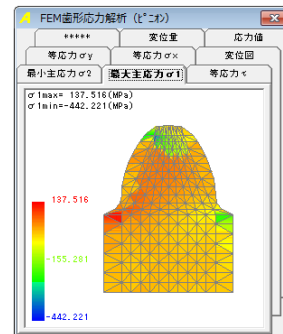 FEM歯形応力解析 (ﾋﾟﾆｵﾝ)
***** 変位量 応力値
等応力σy 等応力σx 変位図
最小主応力σ2 最大主応力σ1 等応力τ
σ1max= 137.516(MPa)
σ1min=-442.221(MPa)
137.516
-155.281
-442.221